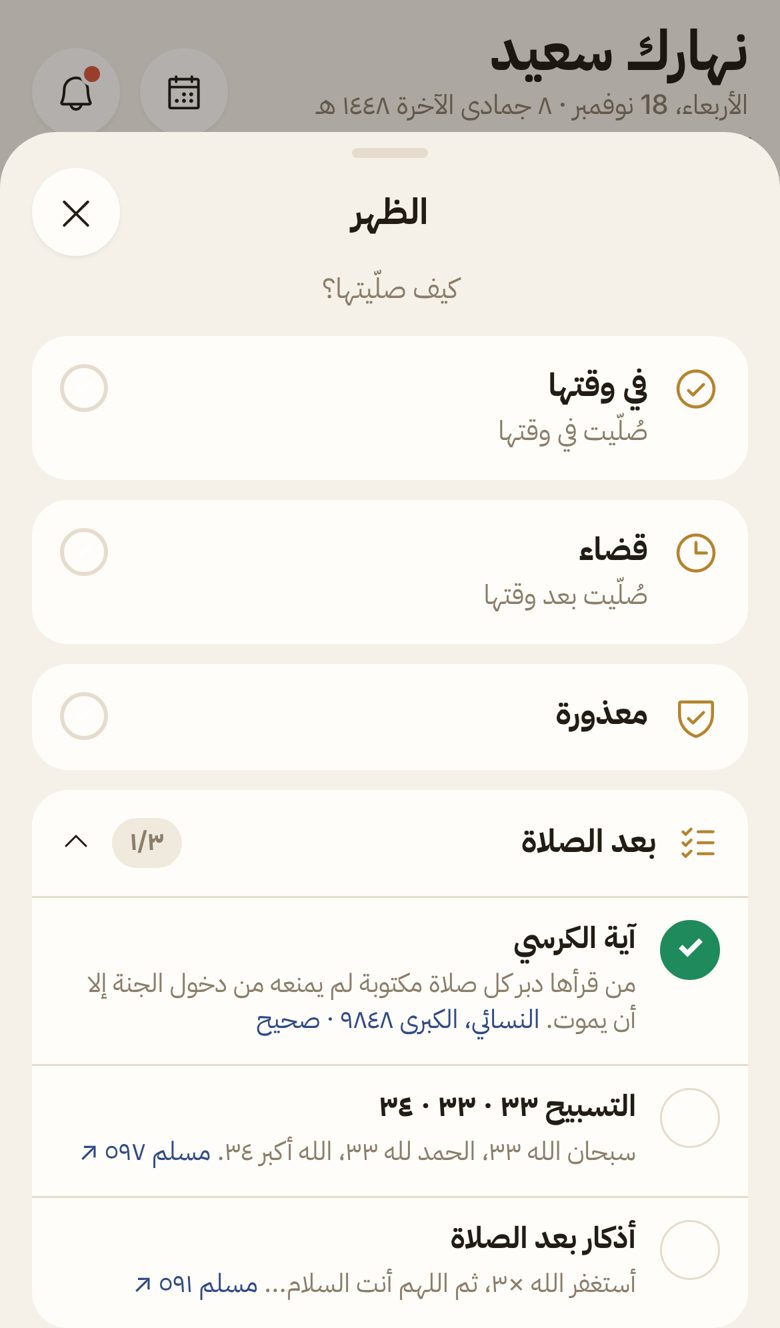 نهارك سعيد
الأربعاء، 18 نوفمبر · ٨ جمادى الآخرة ١٤٤٨ هـ
الظهر
كيف صلّيتها؟
في وقتها
صُلّيت في وقتها
قضاء
صُلّيت بعد وقتها
معذورة
بعد الصلاة
١/٣
آية الكرسي
من قرأها دبر كل صلاة مكتوبة لم يمنعه من دخول الجنة إلا
أن يموت. النسائي، الكبرى ٩٨٤٨ · صحيح
التسبيح ٣٣ · ٣٣ · ٣٤
سبحان الله ٣٣، الحمد لله ٣٣، الله أكبر ٣٤. مسلم ٥٩٧ ↗
أذكار بعد الصلاة
أستغفر الله ×٣، ثم اللهم أنت السلام... مسلم ٥٩١ ↗